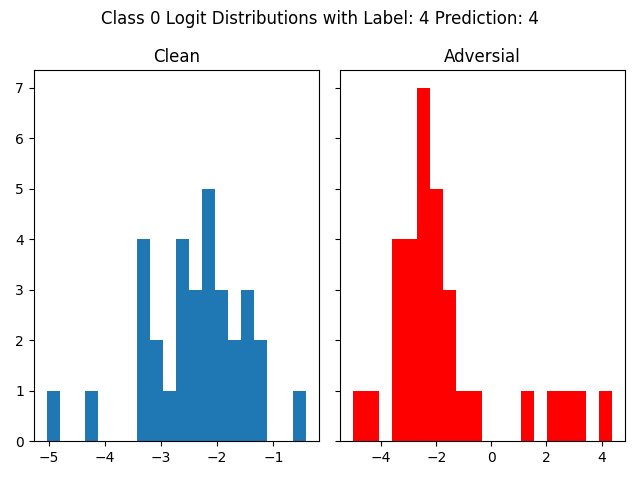 Class 0 Logit Distributions with Label: 4 Prediction: 4
Clean
Adversial
7
6
5
4
3
2
1
0
−5 −4 −3 −2 −1
−4 −2 0 2 4